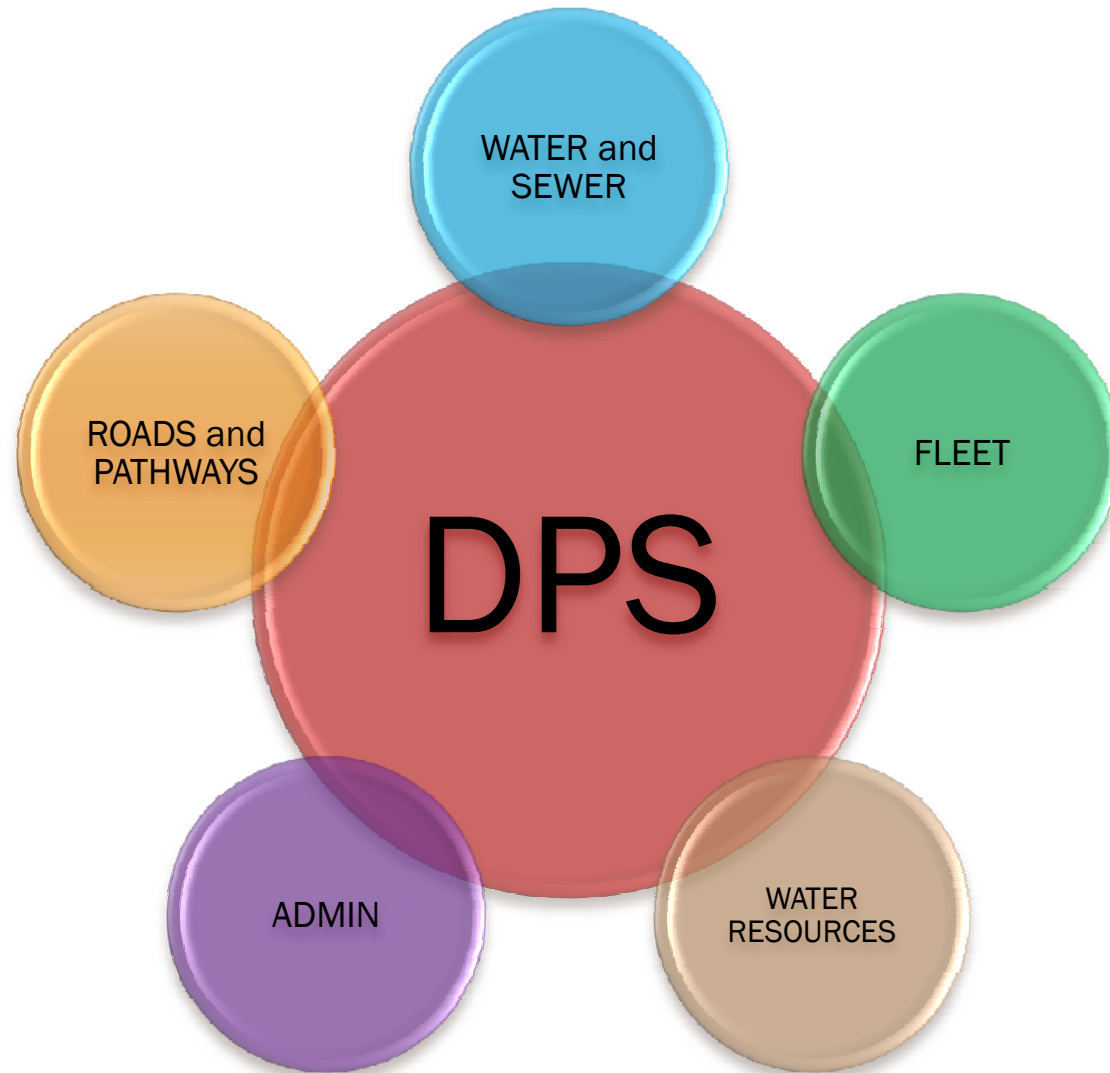 WATER and
SEWER
ROADS and
PATHWAYS
FLEET
DPS
ADMIN
WATER
RESOURCES